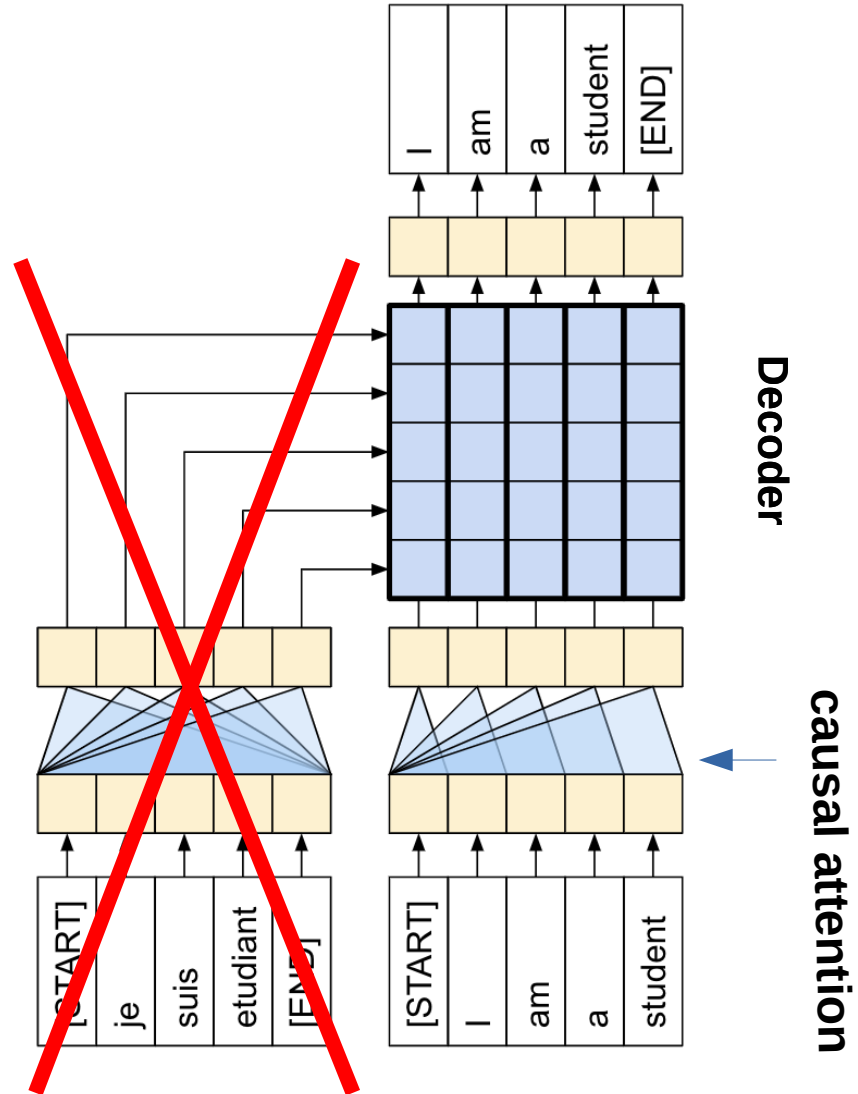 I
am
a
student
[END]
Decoder
causal attention
[START]
je
suis
etudiant
[END]
[START]
I
am
a
student